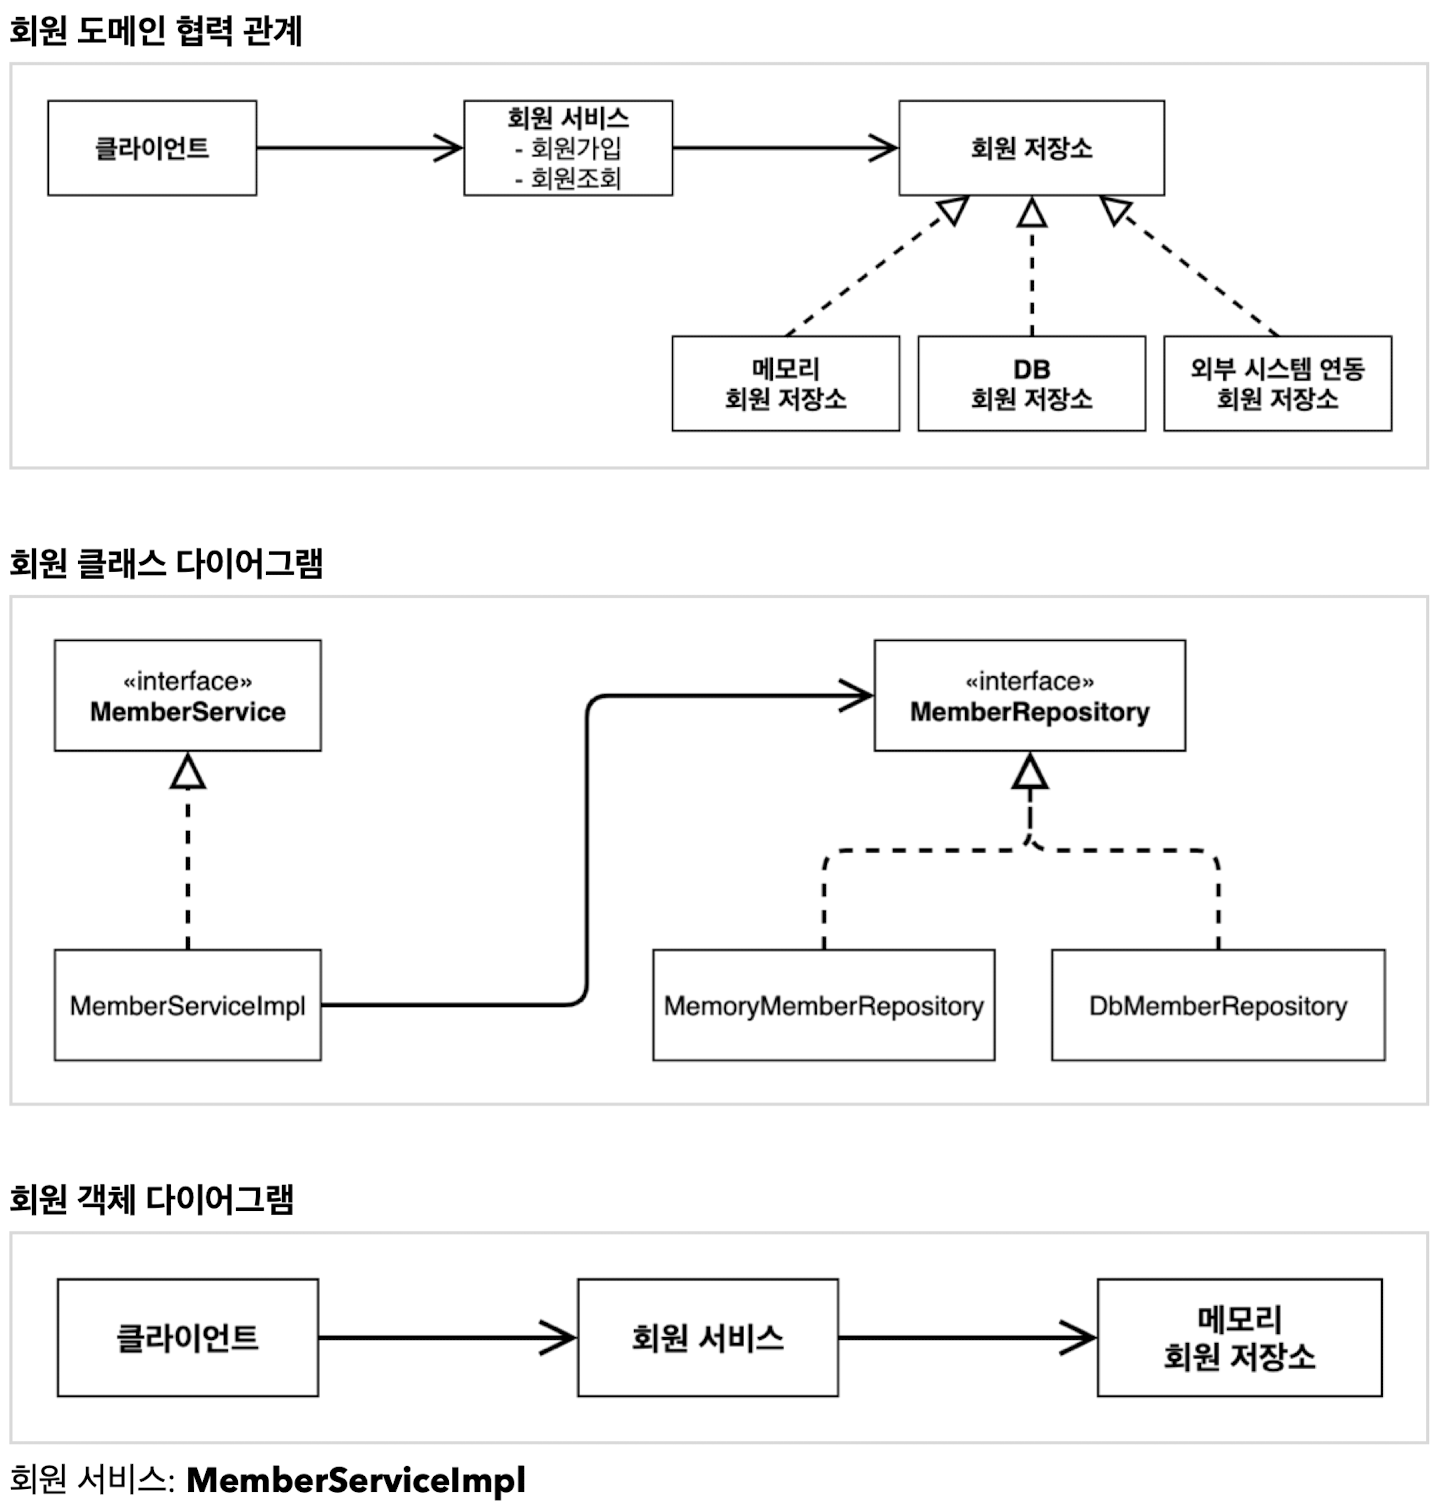 회원 도메인 협력 관계
클라이언트
회원 서비스
- 회원가입
- 회원조회
회원 저장소
메모리
회원 저장소
DB
회원 저장소
외부 시스템 연동
회원 저장소
회원 클래스 다이어그램
«interface»
MemberService
«interface»
MemberRepository
MemberServiceImpl
MemoryMemberRepository
DbMemberRepository
회원 객체 다이어그램
클라이언트
회원 서비스
메모리
회원 저장소
회원 서비스: MemberServiceImpl